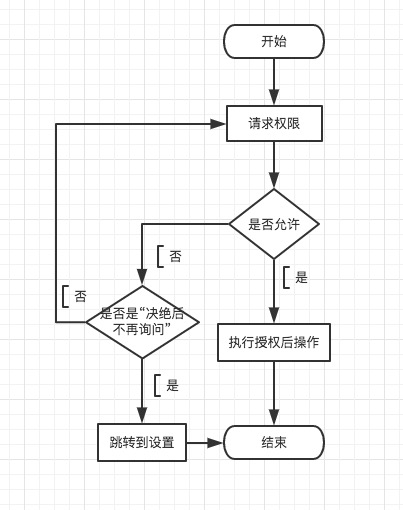 开始
请求权限
是否允许
否
是
否
是否是“决绝后
不再询问”
执行授权后操作
是
跳转到设置
结束